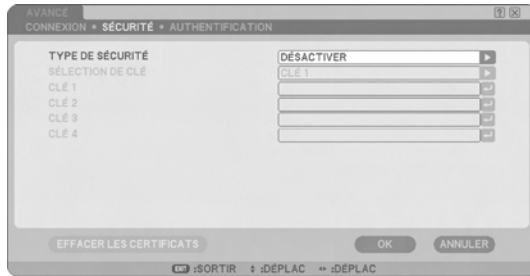 AVANCÉ
CONNEXION • SÉCURITÉ • AUTHENTIFICATION
TYPE DE SÉCURITÉ DÉSACTIVER
SÉLECTION DE CLÉ CLÉ 1
CLÉ 1
CLÉ 2
CLÉ 3
CLÉ 4
EFFACER LES CERTIFICATS OK ANNULER
EXIT :SORTIR :DÉPLAC :DÉPLAC